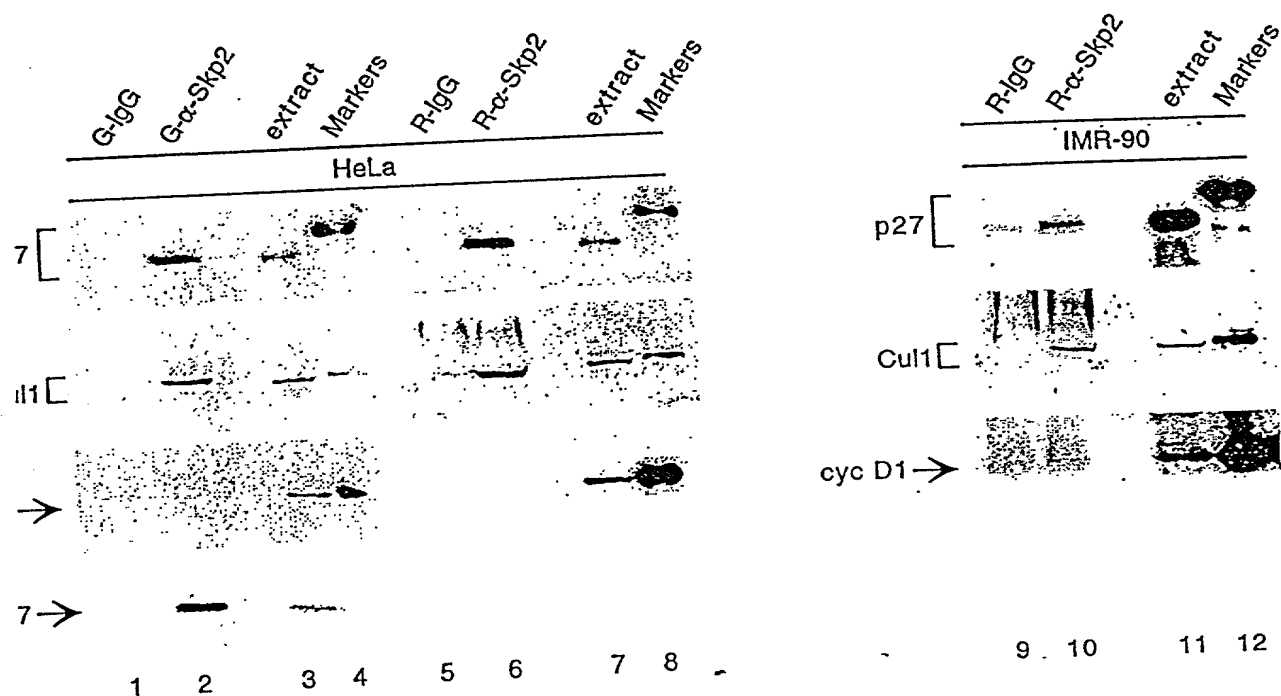 G-IgG G-α-Skp2 extract Markers R-IgG R-α-Skp2 extract Markers
HeLa
7
il1
7
1 2 3 4 5 6 7 8
R-IgG R-α-Skp2 extract Markers
IMR-90
p27
Cul1
cyc D1
9 10 11 12